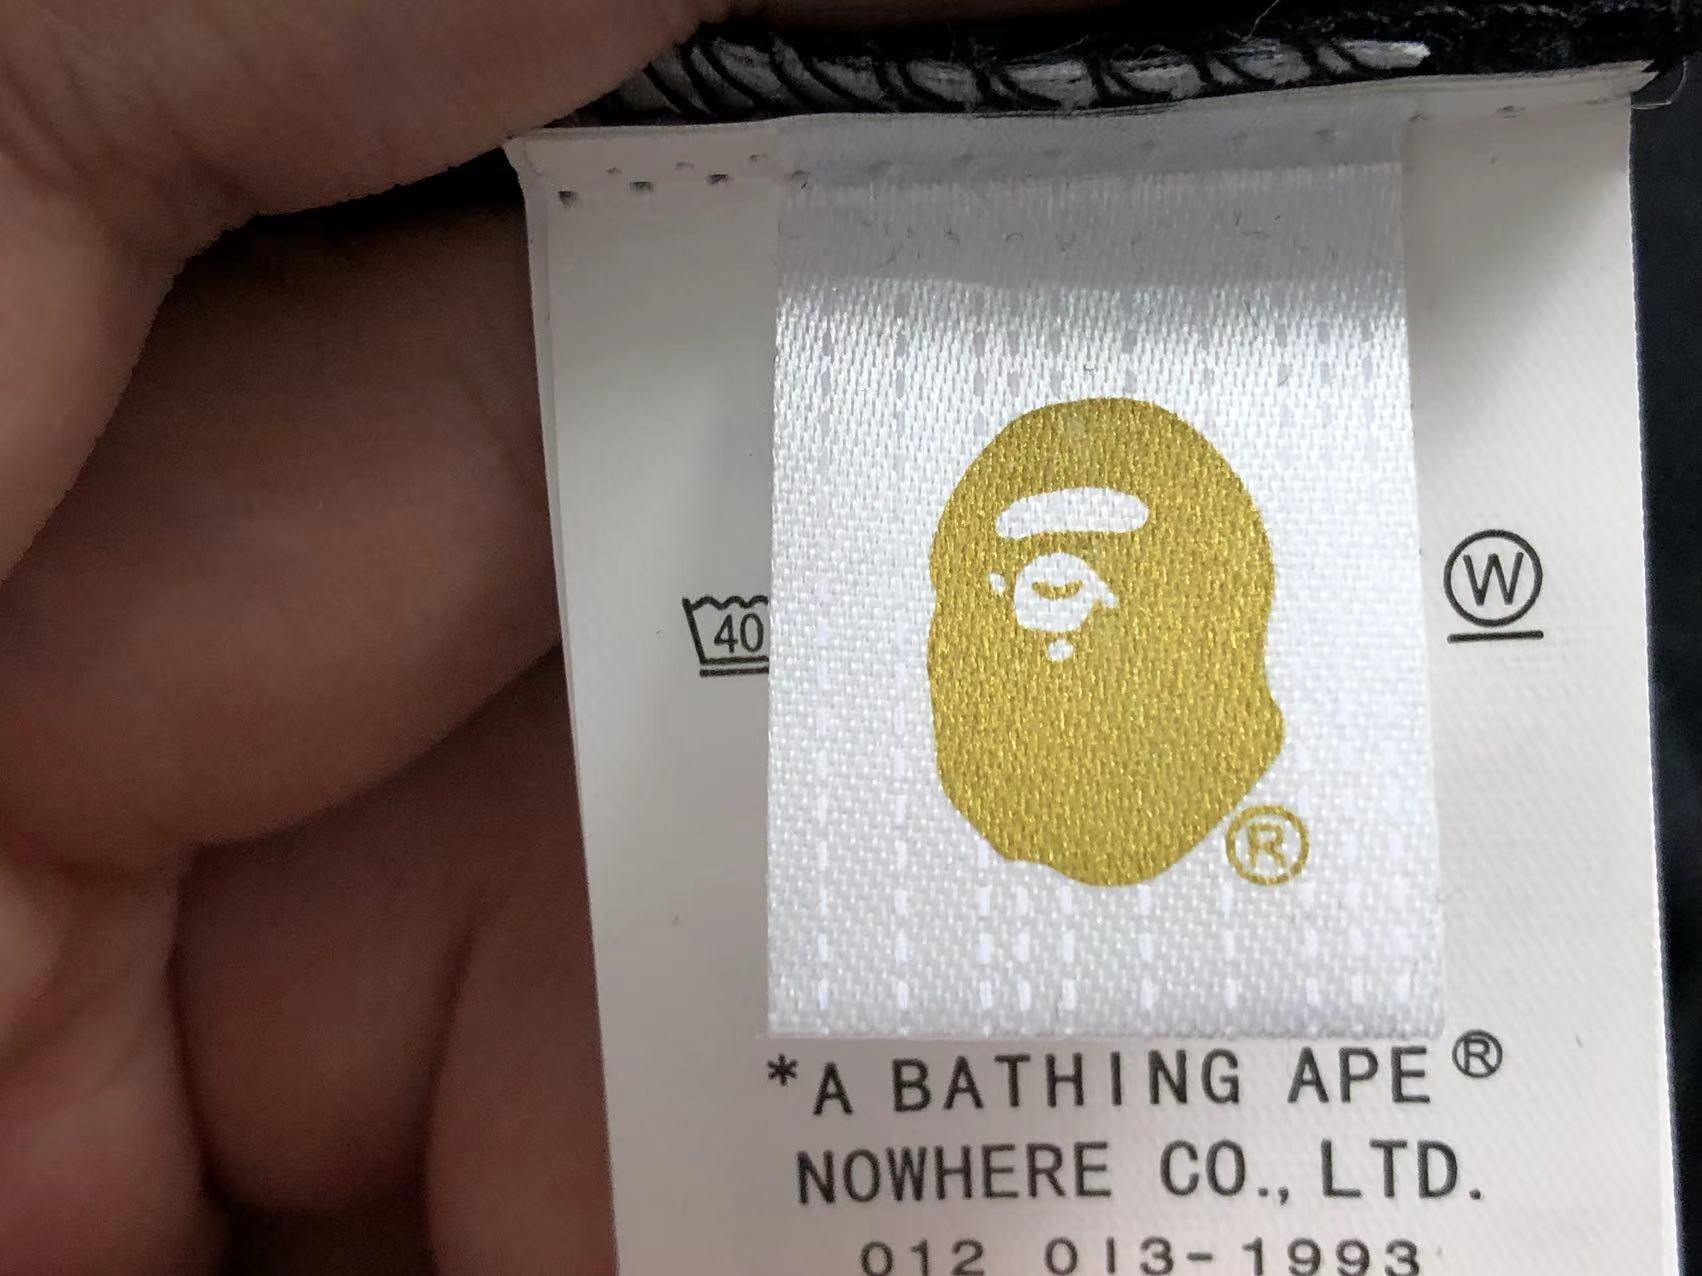 40
W
®
*A BATHING APE®
NOWHERE CO., LTD.
012 013-1993